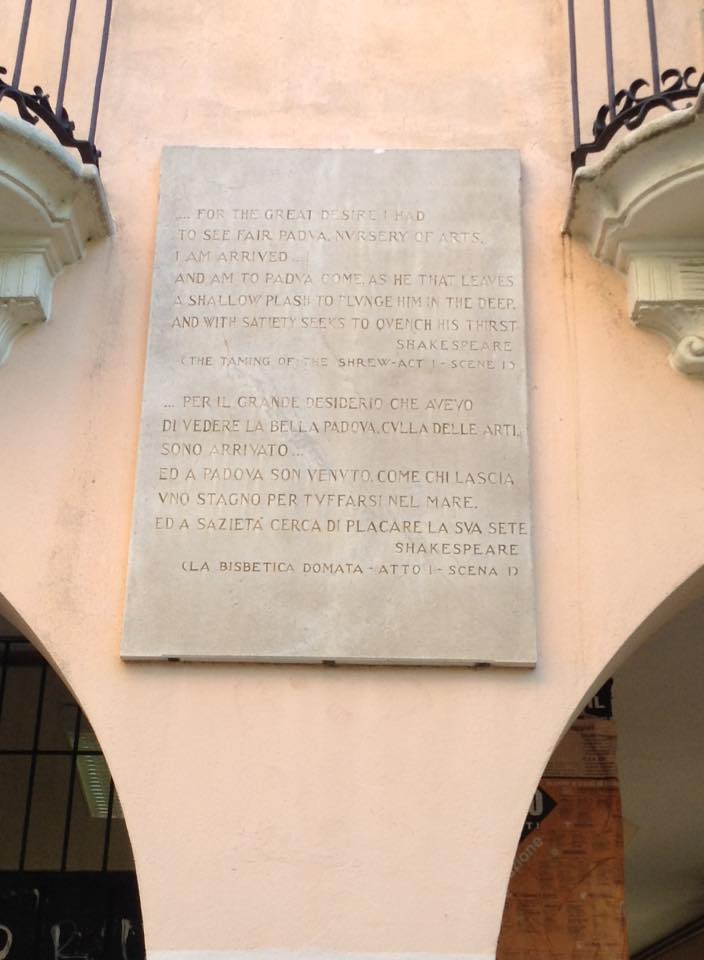 ... FOR THE GREAT DESIRE I HAD
TO SEE FAIR PADVA, NVRSERY OF ARTS,
I AM ARRIVED ...
AND AM TO PADVA COME, AS HE THAT LEAVES
A SHALLOW PLASH TO PLVNGE HIM IN THE DEEP,
AND WITH SATIETY SEEKS TO QVENCH HIS THIRST
SHAKESPEARE
(THE TAMING OF THE SHREW-ACT I - SCENE I)
... PER IL GRANDE DESIDERIO CHE AVEVO
DI VEDERE LA BELLA PADOVA, CVLLA DELLE ARTI,
SONO ARRIVATO ...
ED A PADOVA SON VENVTO, COME CHI LASCIA
VNO STAGNO PER TVFFARSI NEL MARE,
ED A SAZIETÁ CERCA DI PLACARE LA SVA SETE
SHAKESPEARE
(LA BISBETICA DOMATA - ATTO I - SCENA I)